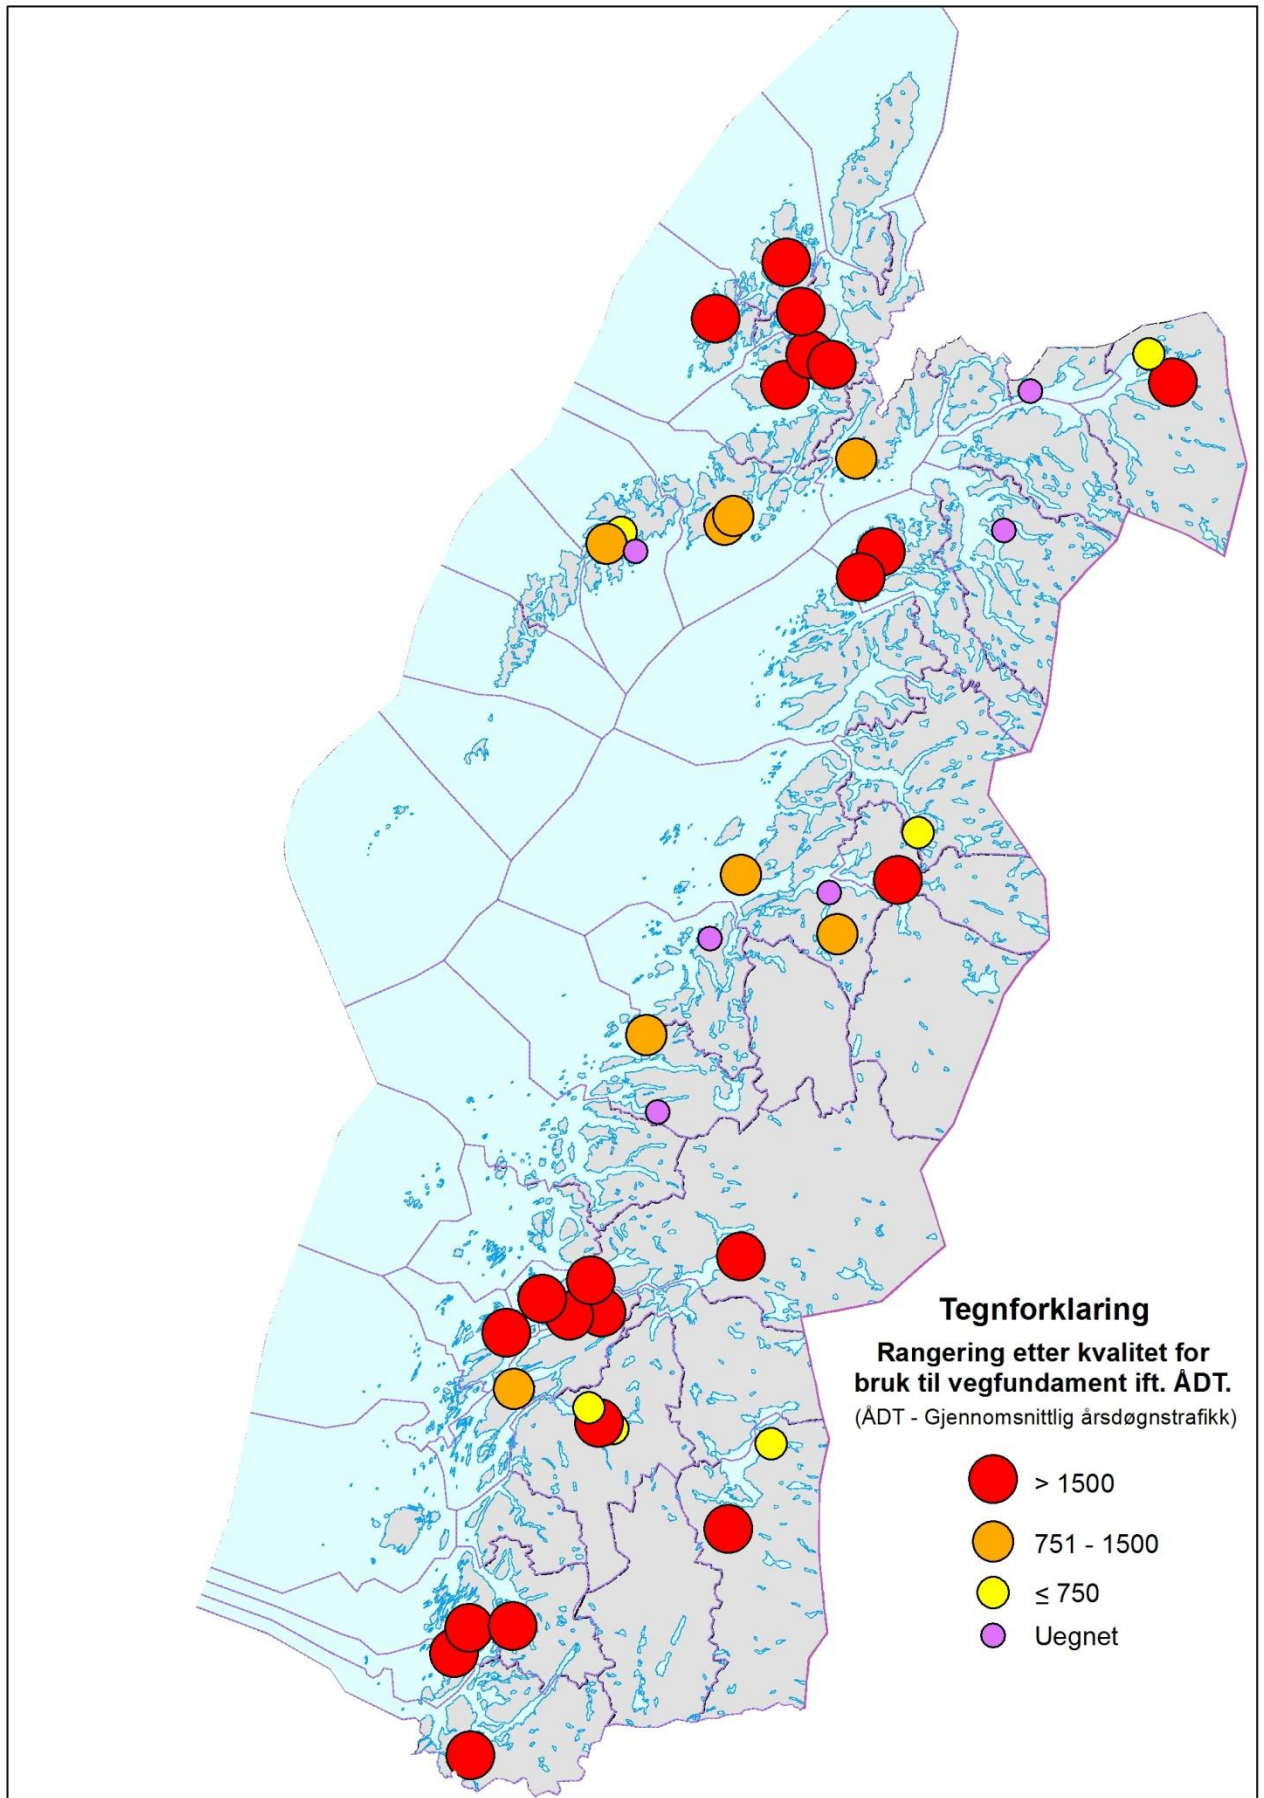 Tegnforklaring
Rangering etter kvalitet for
bruk til vegfundament ift. ÅDT.
(ÅDT - Gjennomsnittlig årsdøgnstrafikk)
> 1500
751 - 1500
≤ 750
Uegnet